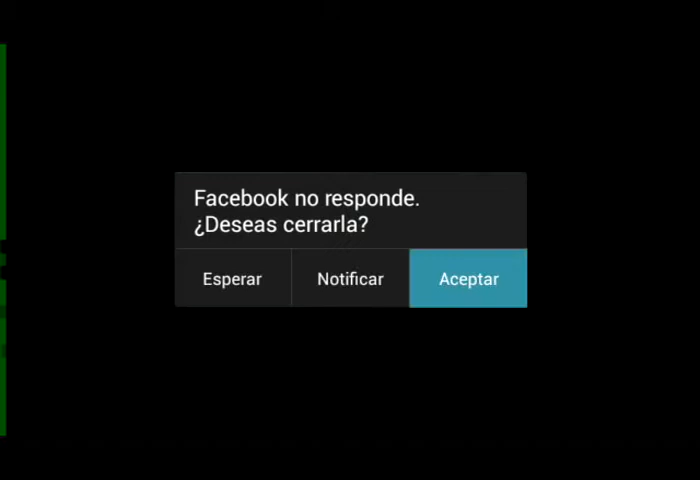 Facebook no responde.
¿Deseas cerrarla?
Esperar
Notificar
Aceptar